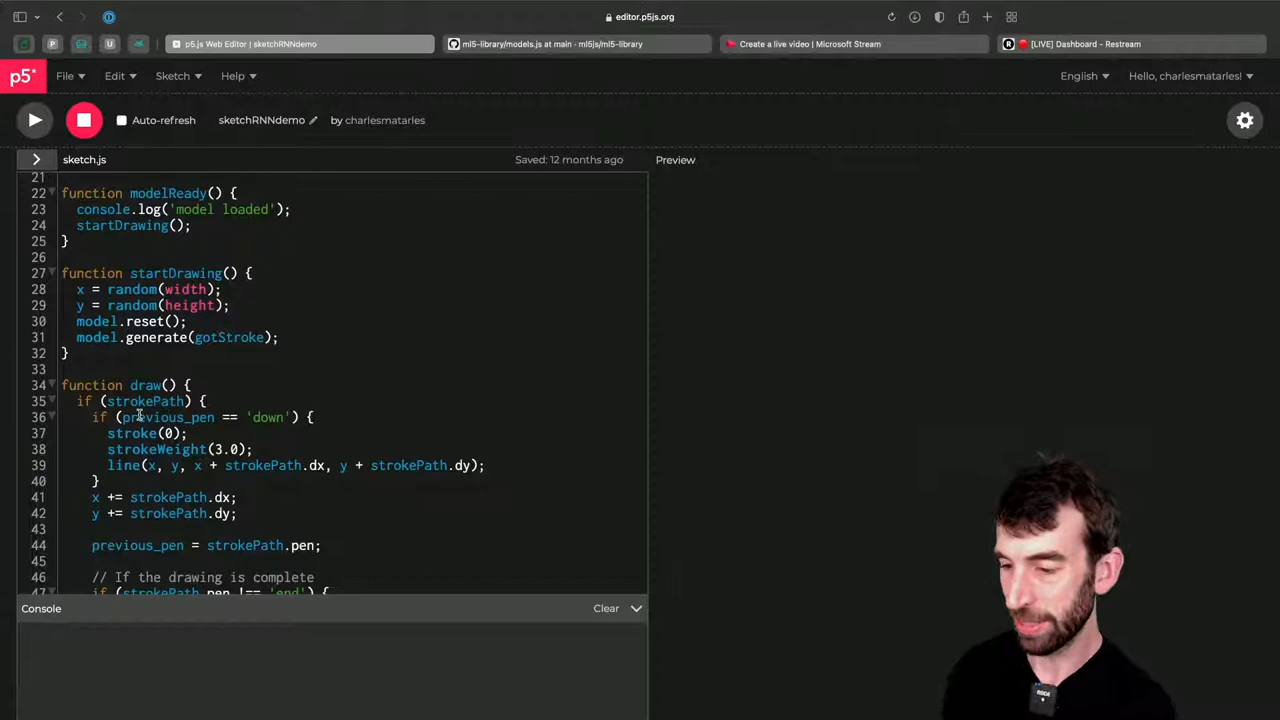 editor.p5js.org
p5.js Web Editor | sketchRNNdemo
ml5-library/models.js at main · ml5js/ml5-library
Create a live video | Microsoft Stream
[LIVE] Dashboard - Restream
p5* File Edit Sketch Help English Hello, charlesmatarles!
Auto-refresh sketchRNNdemo by charlesmatarles
> sketch.js Saved: 12 months ago Preview
21
22 function modelReady() {
23 console.log('model loaded');
24 startDrawing();
25 }
26
27 function startDrawing() {
28 x = random(width);
29 y = random(height);
30 model.reset();
31 model.generate(gotStroke);
32 }
33
34 function draw() {
35 if (strokePath) {
36 if (previous_pen == 'down') {
37 stroke(0);
38 strokeWeight(3.0);
39 line(x, y, x + strokePath.dx, y + strokePath.dy);
40 }
41 x += strokePath.dx;
42 y += strokePath.dy;
43
44 previous_pen = strokePath.pen;
45
46 // If the drawing is complete
47 if (strokePath.pen !== 'end') {
Console Clear
RODE